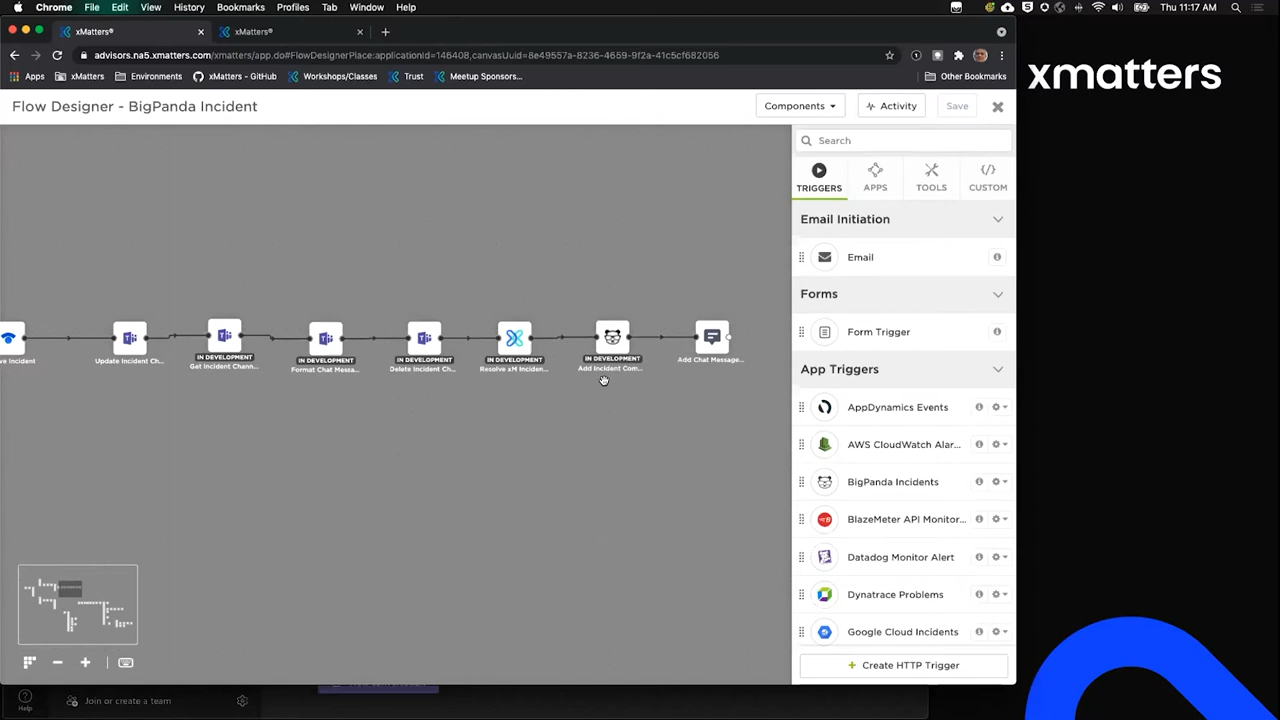 Chrome File Edit View History Bookmarks Profiles Tab Window Help
Thu 11:17 AM
xMatters®
xMatters®
advisors.na5.xmatters.com/xmatters/app.do#FlowDesignerPlace:applicationId=146408,canvasUuid=8e49557a-8236-4659-9f2a-41c5cf682056
Apps xMatters Environments xMatters - GitHub Workshops/Classes Trust Meetup Sponsors... Other Bookmarks
xmatters
Flow Designer - BigPanda Incident
Components
Activity
Save
Search
TRIGGERS APPS TOOLS CUSTOM
Email Initiation
Email
Forms
Form Trigger
App Triggers
AppDynamics Events
AWS CloudWatch Alar...
BigPanda Incidents
BlazeMeter API Monitor...
Datadog Monitor Alert
Dynatrace Problems
Google Cloud Incidents
Create HTTP Trigger
ve Incident
Update Incident Ch...
IN DEVELOPMENT
Get Incident Chann...
IN DEVELOPMENT
Format Chat Messa...
IN DEVELOPMENT
Delete Incident Ch...
IN DEVELOPMENT
Resolve xM Inciden...
IN DEVELOPMENT
Add Incident Com...
Add Chat Message...
Help
Join or create a team